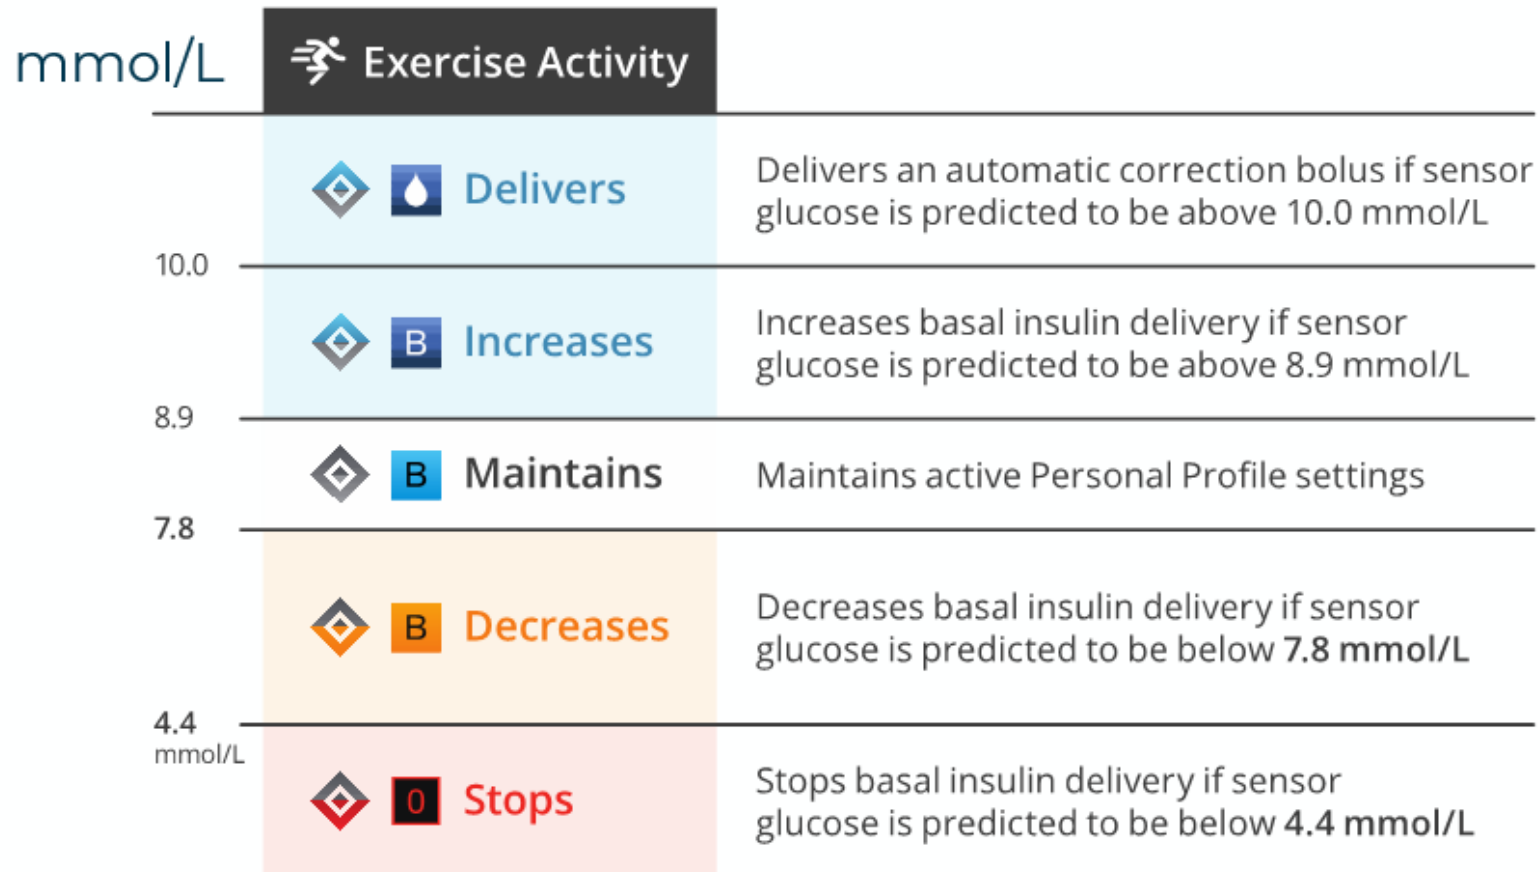 mmol/L
Exercise Activity
Delivers
Delivers an automatic correction bolus if sensor
glucose is predicted to be above 10.0 mmol/L
10.0
B
Increases
Increases basal insulin delivery if sensor
glucose is predicted to be above 8.9 mmol/L
8.9
B
Maintains
Maintains active Personal Profile settings
7.8
B
Decreases
Decreases basal insulin delivery if sensor
glucose is predicted to be below 7.8 mmol/L
4.4
mmol/L
0
Stops
Stops basal insulin delivery if sensor
glucose is predicted to be below 4.4 mmol/L